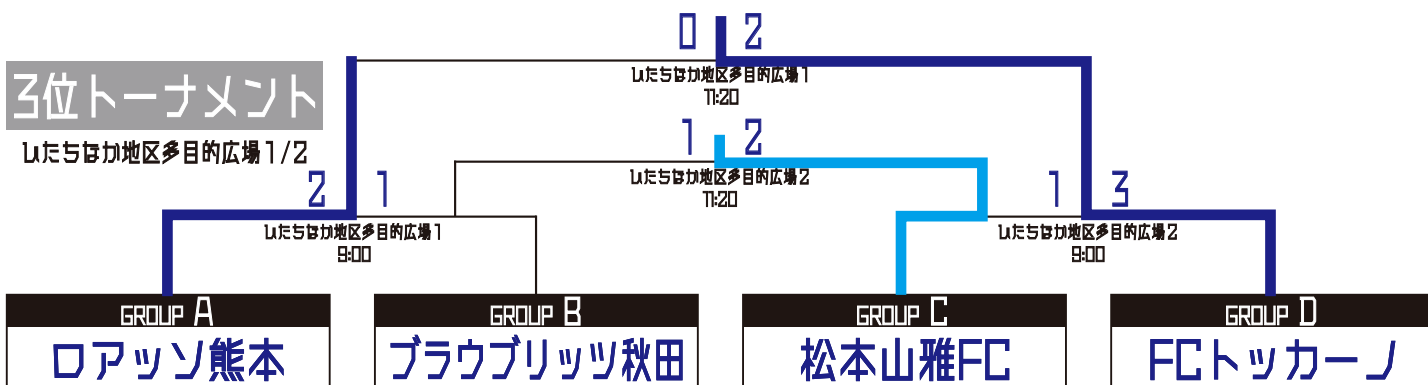 0 2
ひたちなか地区多目的広場1
11:20
3位トーナメント
ひたちなか地区多目的広場1/2
1 2
ひたちなか地区多目的広場2
11:20
2 1
ひたちなか地区多目的広場1
9:00
1 3
ひたちなか地区多目的広場2
9:00
GROUP A
ロアッソ熊本
GROUP B
ブラウブリッツ秋田
GROUP C
松本山雅FC
GROUP D
FCトッカーノ